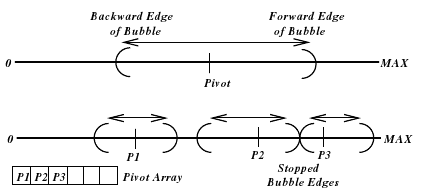 Backward Edge
of Bubble
Forward Edge
of Bubble
0
MAX
Pivot
0
MAX
P1
P2
P3
P1 P2 P3
Pivot Array
Stopped
Bubble Edges